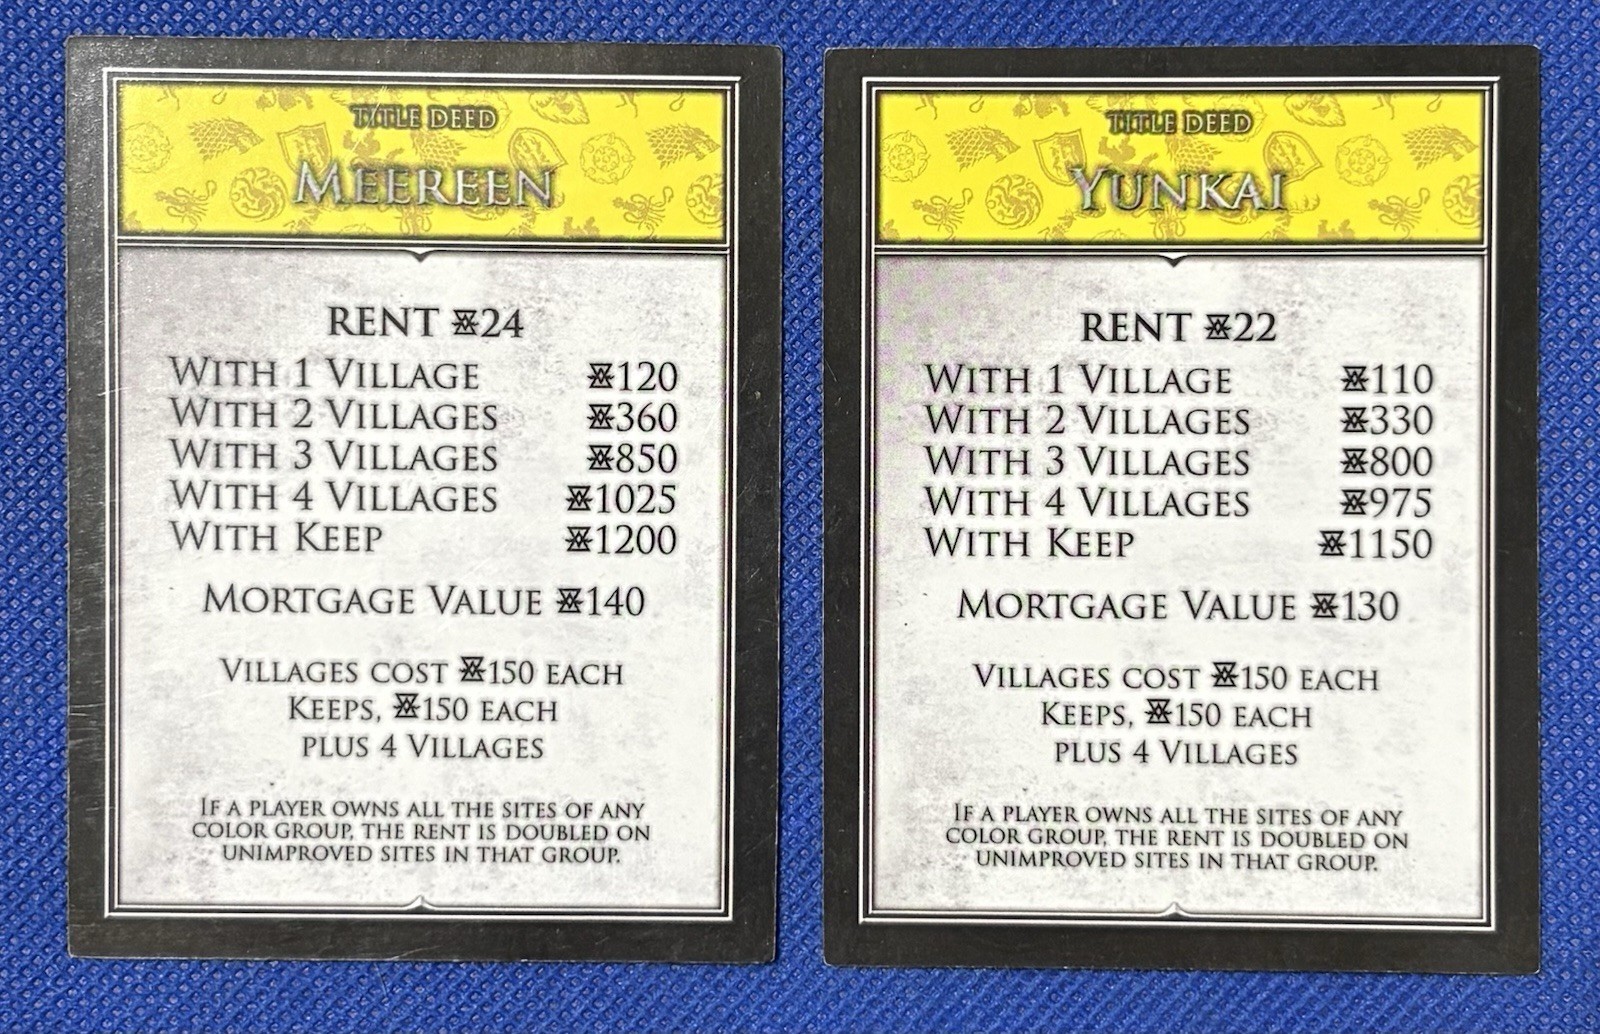 TITLE DEED
MEEREEN
RENT 24
WITH 1 VILLAGE 120
WITH 2 VILLAGES 360
WITH 3 VILLAGES 850
WITH 4 VILLAGES 1025
WITH KEEP 1200
MORTGAGE VALUE 140
VILLAGES COST 150 EACH
KEEPS, 150 EACH
PLUS 4 VILLAGES
IF A PLAYER OWNS ALL THE SITES OF ANY
COLOR GROUP, THE RENT IS DOUBLED ON
UNIMPROVED SITES IN THAT GROUP.
TITLE DEED
YUNKAI
RENT 22
WITH 1 VILLAGE 110
WITH 2 VILLAGES 330
WITH 3 VILLAGES 800
WITH 4 VILLAGES 975
WITH KEEP 1150
MORTGAGE VALUE 130
VILLAGES COST 150 EACH
KEEPS, 150 EACH
PLUS 4 VILLAGES
IF A PLAYER OWNS ALL THE SITES OF ANY
COLOR GROUP, THE RENT IS DOUBLED ON
UNIMPROVED SITES IN THAT GROUP.